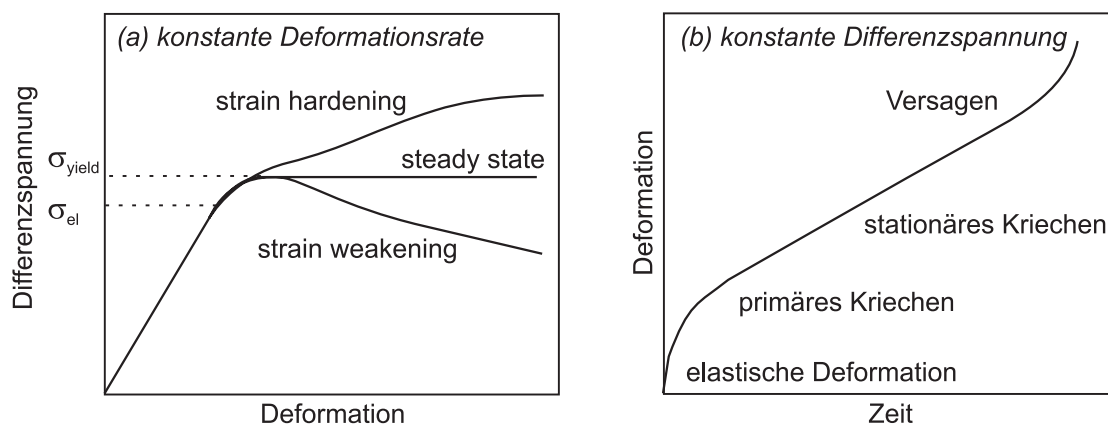 (a) konstante Deformationsrate
Differenzspannung
strain hardening
σyield
steady state
σel
strain weakening
Deformation
(b) konstante Differenzspannung
Versagen
Deformation
stationäres Kriechen
primäres Kriechen
elastische Deformation
Zeit